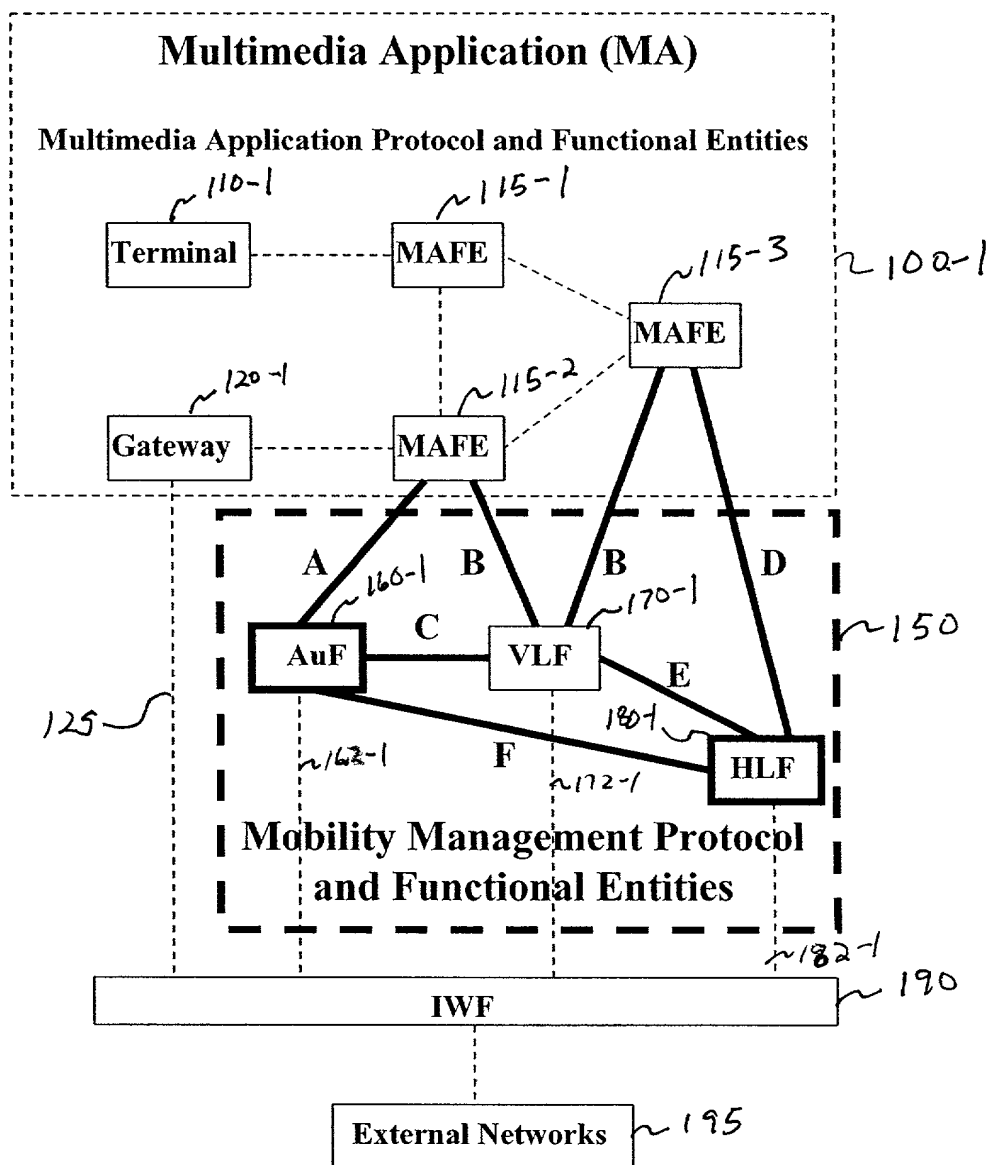 Multimedia Application (MA)
Multimedia Application Protocol and Functional Entities
110-1
115-1
Terminal
MAFE
115-3
100-1
MAFE
120-1
115-2
Gateway
MAFE
A
B
B
D
160-1
170-1
150
C
AuF
VLF
E
125
180-1
F
HLF
162-1
172-1
Mobility Management Protocol
and Functional Entities
182-1
190
IWF
External Networks
195